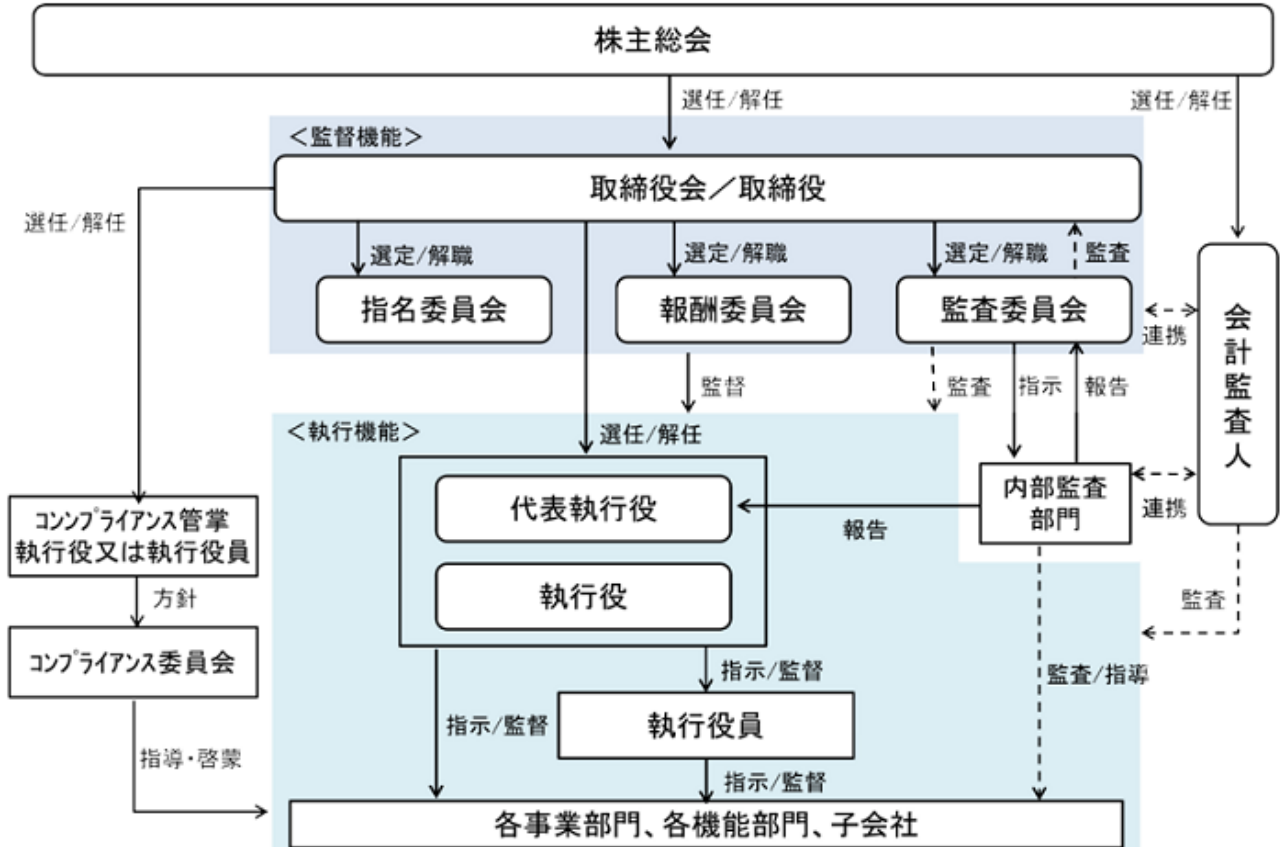 株主総会
選任/解任
選任/解任
＜監督機能＞
取締役会／取締役
選任/解任
選定/解職
選定/解職
選定/解職
監査
指名委員会
報酬委員会
監査委員会
連携
会計監査人
監督
監査
指示
報告
＜執行機能＞
選任/解任
代表執行役
内部監査
部門
連携
報告
コンンプライアンス管掌
執行役又は執行役員
執行役
方針
監査
コンプライアンス委員会
指示/監督
監査/指導
指示/監督
執行役員
指導・啓蒙
指示/監督
各事業部門、各機能部門、子会社